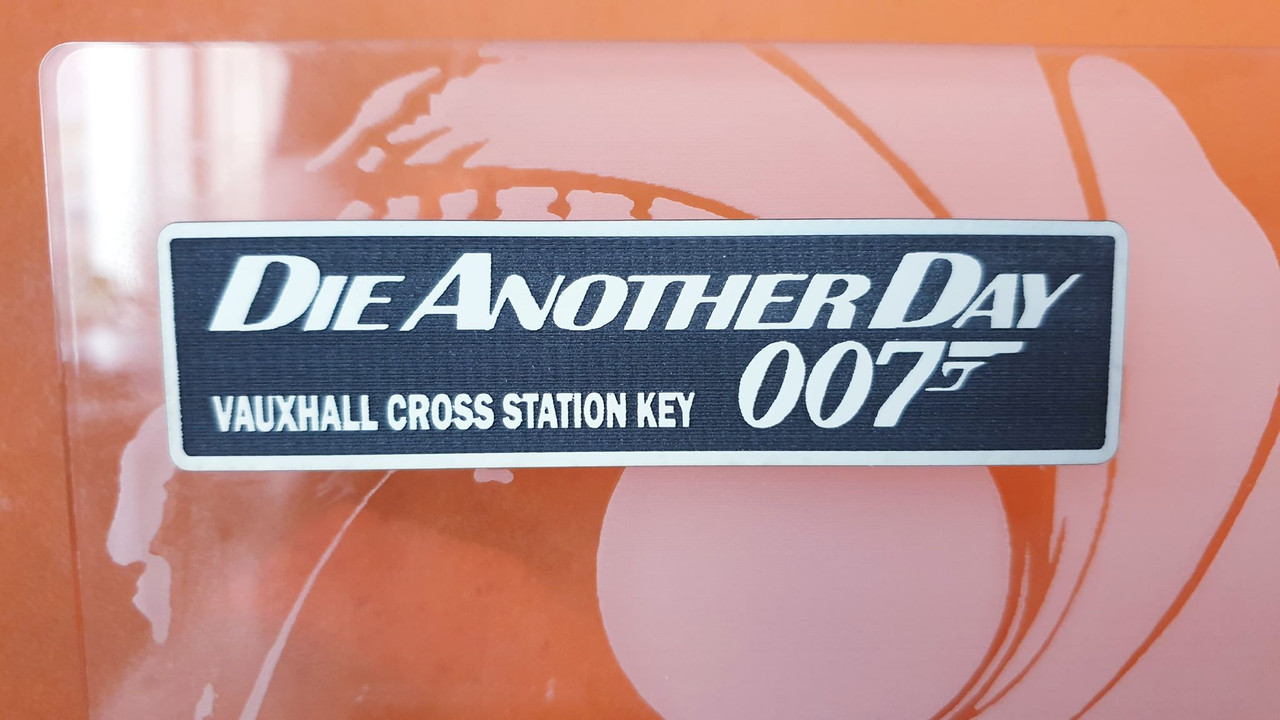 DIE ANOTHER DAY
007
VAUXHALL CROSS STATION KEY